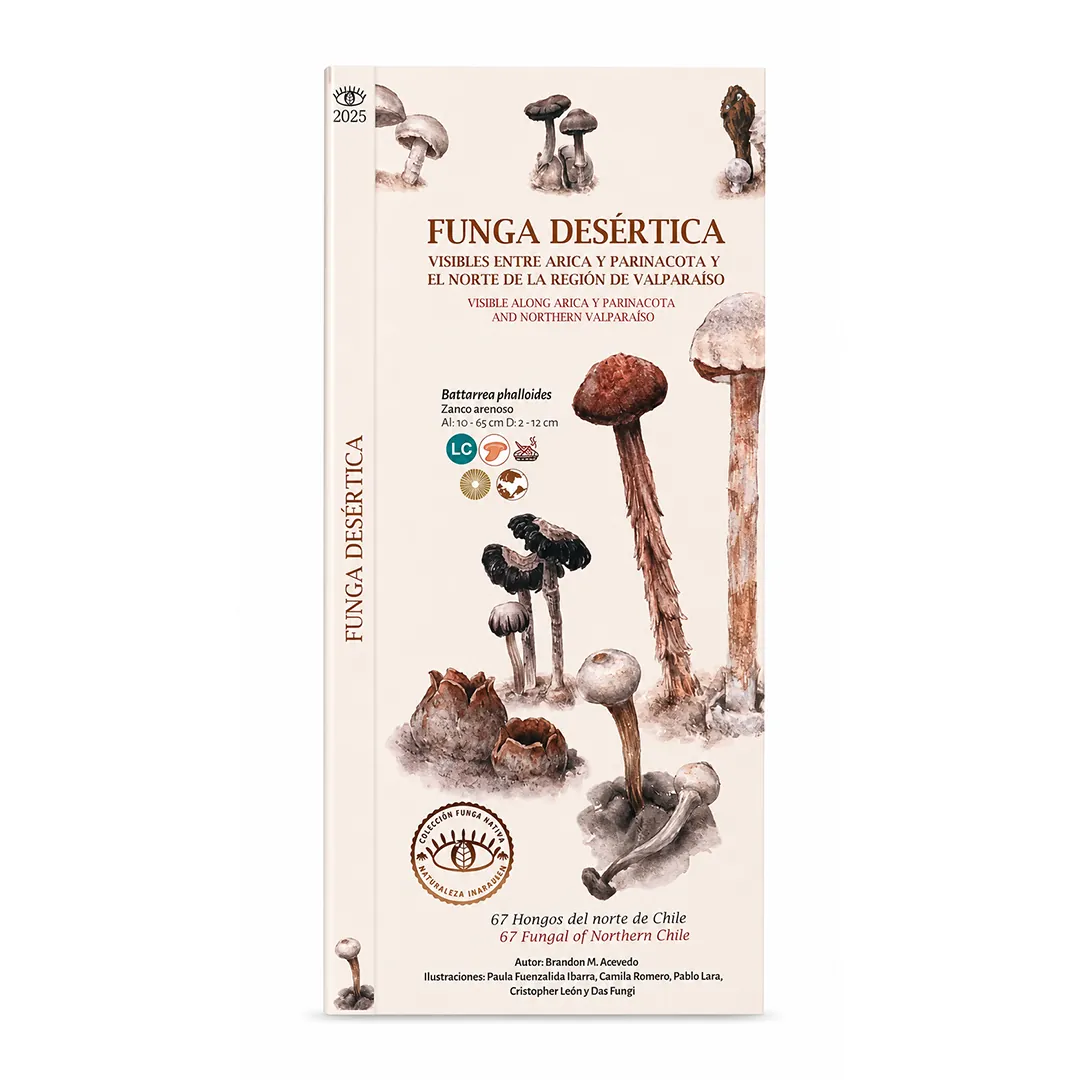 2025
FUNGA DESÉRTICA
FUNGA DESÉRTICA
VISIBLES ENTRE ARICA Y PARINACOTA Y
EL NORTE DE LA REGIÓN DE VALPARAÍSO
VISIBLE ALONG ARICA Y PARINACOTA
AND NORTHERN VALPARAÍSO
Battarrea phalloides
Zanco arenoso
Al: 10 - 65 cm D: 2 - 12 cm
LC
COLECCIÓN FUNGA NATIVA
NATURALEZA INARADEEN
67 Hongos del norte de Chile
67 Fungal of Northern Chile
Autor: Brandon M. Acevedo
Ilustraciones: Paula Fuenzalida Ibarra, Camila Romero, Pablo Lara,
Cristopher León y Das Fungi